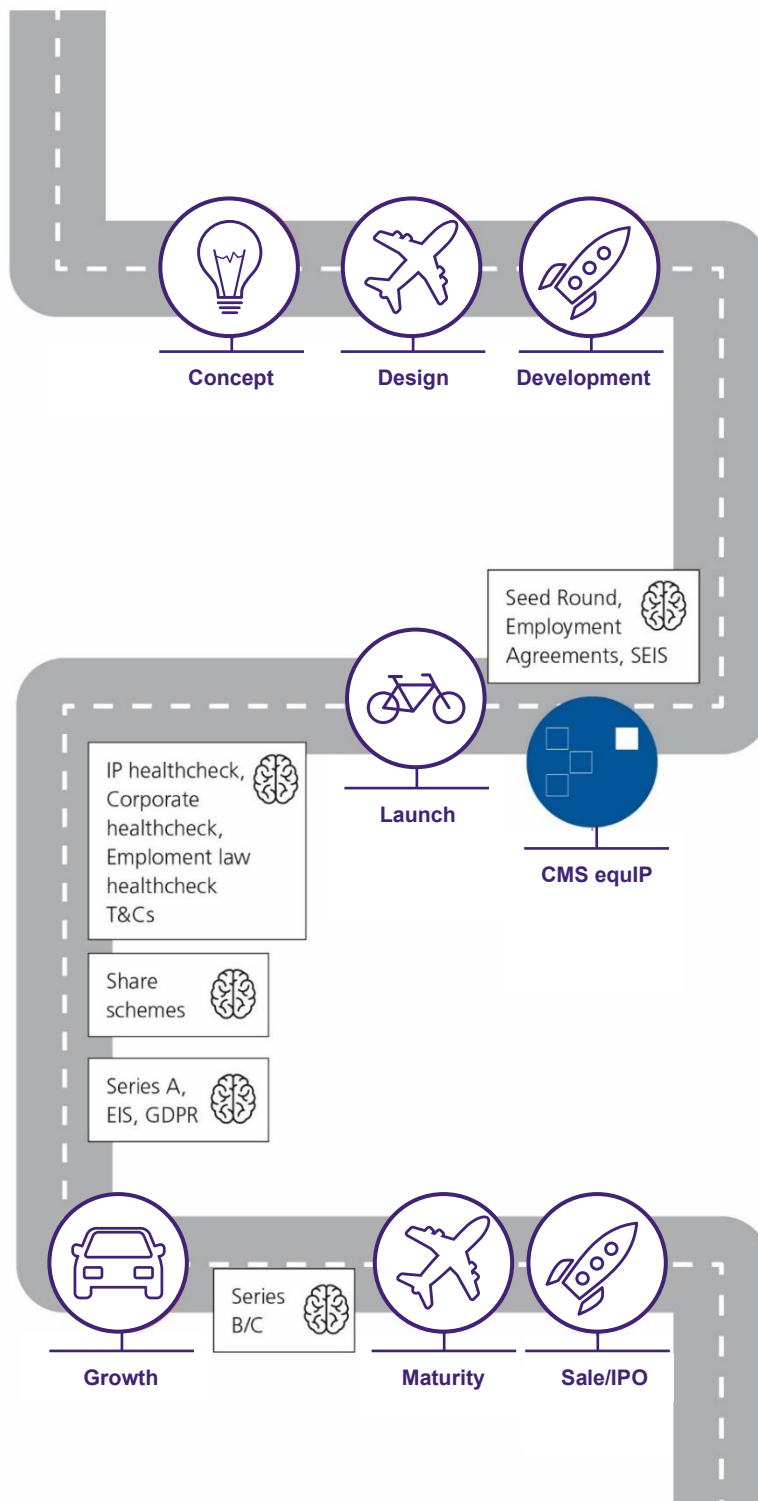 Concept
Design
Development
Seed Round,
Employment
Agreements, SEIS
CMS equIP
Launch
IP healthcheck,
Corporate
healthcheck,
Emploment law
healthcheck
T&Cs
Share
schemes
Series A,
EIS, GDPR
Growth
Series
B/C
Maturity
Sale/IPO